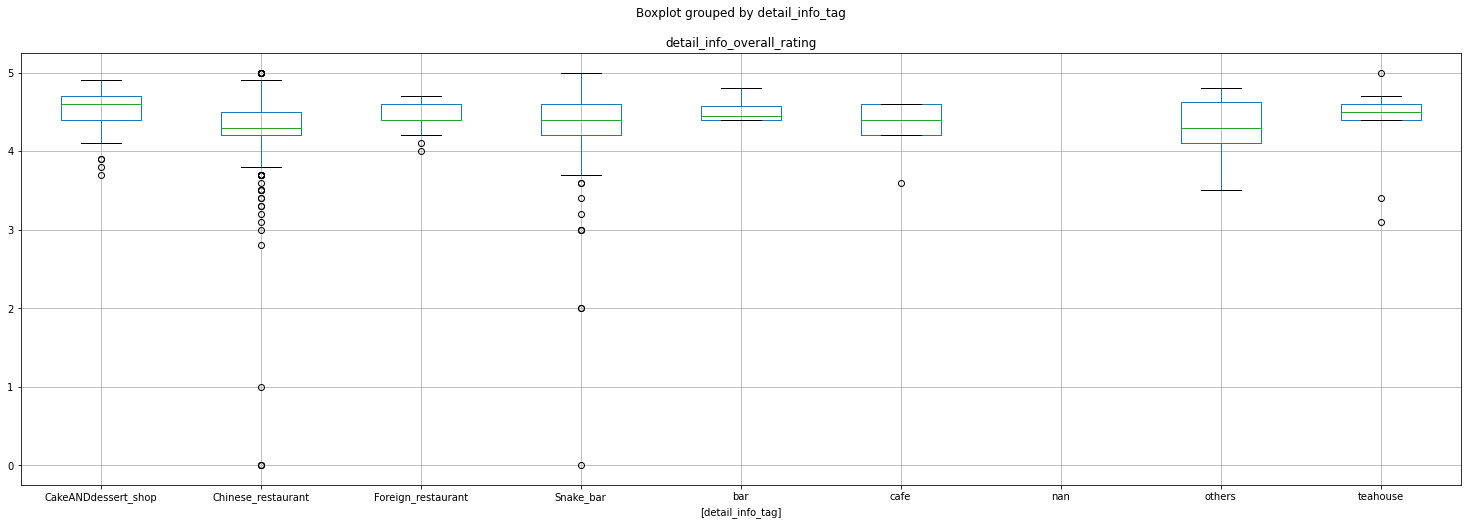 Boxplot grouped by detail_info_tag
detail_info_overall_rating
5
4
3
2
1
0
CakeANDdessert_shop Chinese_restaurant Foreign_restaurant Snake_bar bar cafe nan others teahouse
[detail_info_tag]